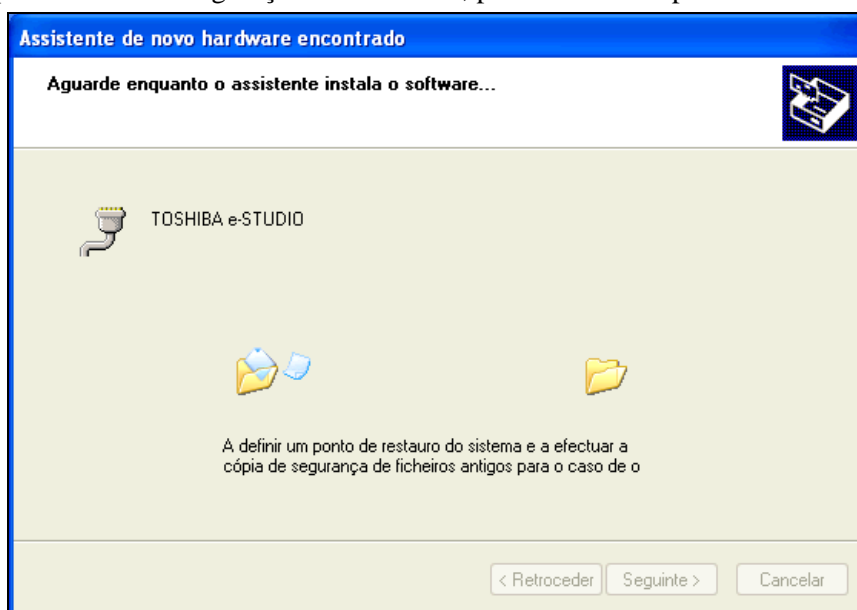 Assistente de novo hardware encontrado
Aguarde enquanto o assistente instala o software...
TOSHIBA e-STUDIO
A definir um ponto de restauro do sistema e a efectuar a
cópia de segurança de ficheiros antigos para o caso de o
< Retroceder Seguinte > Cancelar